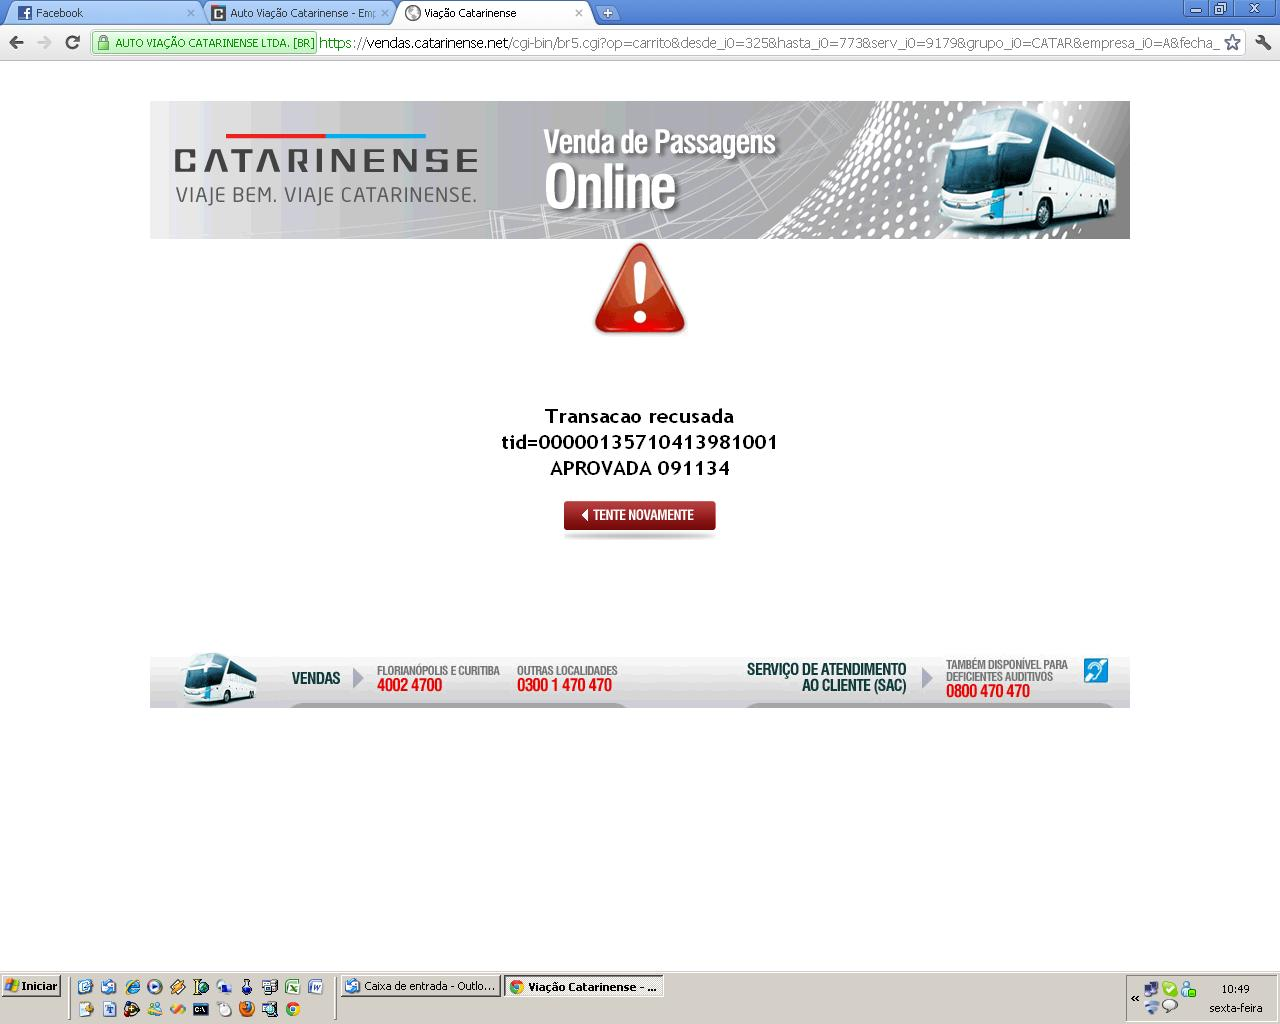 Facebook
Auto Viação Catarinense - Emp
Viação Catarinense
AUTO VIAÇÃO CATARINENSE LTDA. [BR]
https://vendas.catarinense.net/cgi-bin/br5.cgi?op=carrito&desde_i0=325&hasta_i0=773&serv_i0=9179&grupo_i0=CATAR&empresa_i0=A&fecha_
CATARINENSE
VIAJE BEM. VIAJE CATARINENSE.
Venda de Passagens
Online
CATARINENSE
Transacao recusada
tid=00000135710413981001
APROVADA 091134
TENTE NOVAMENTE
VENDAS
FLORIANÓPOLIS E CURITIBA
4002 4700
OUTRAS LOCALIDADES
0300 1 470 470
SERVIÇO DE ATENDIMENTO
AO CLIENTE (SAC)
TAMBÉM DISPONÍVEL PARA
DEFICIENTES AUDITIVOS
0800 470 470
Iniciar
Caixa de entrada - Outlo...
Viação Catarinense - ...
10:49
sexta-feira